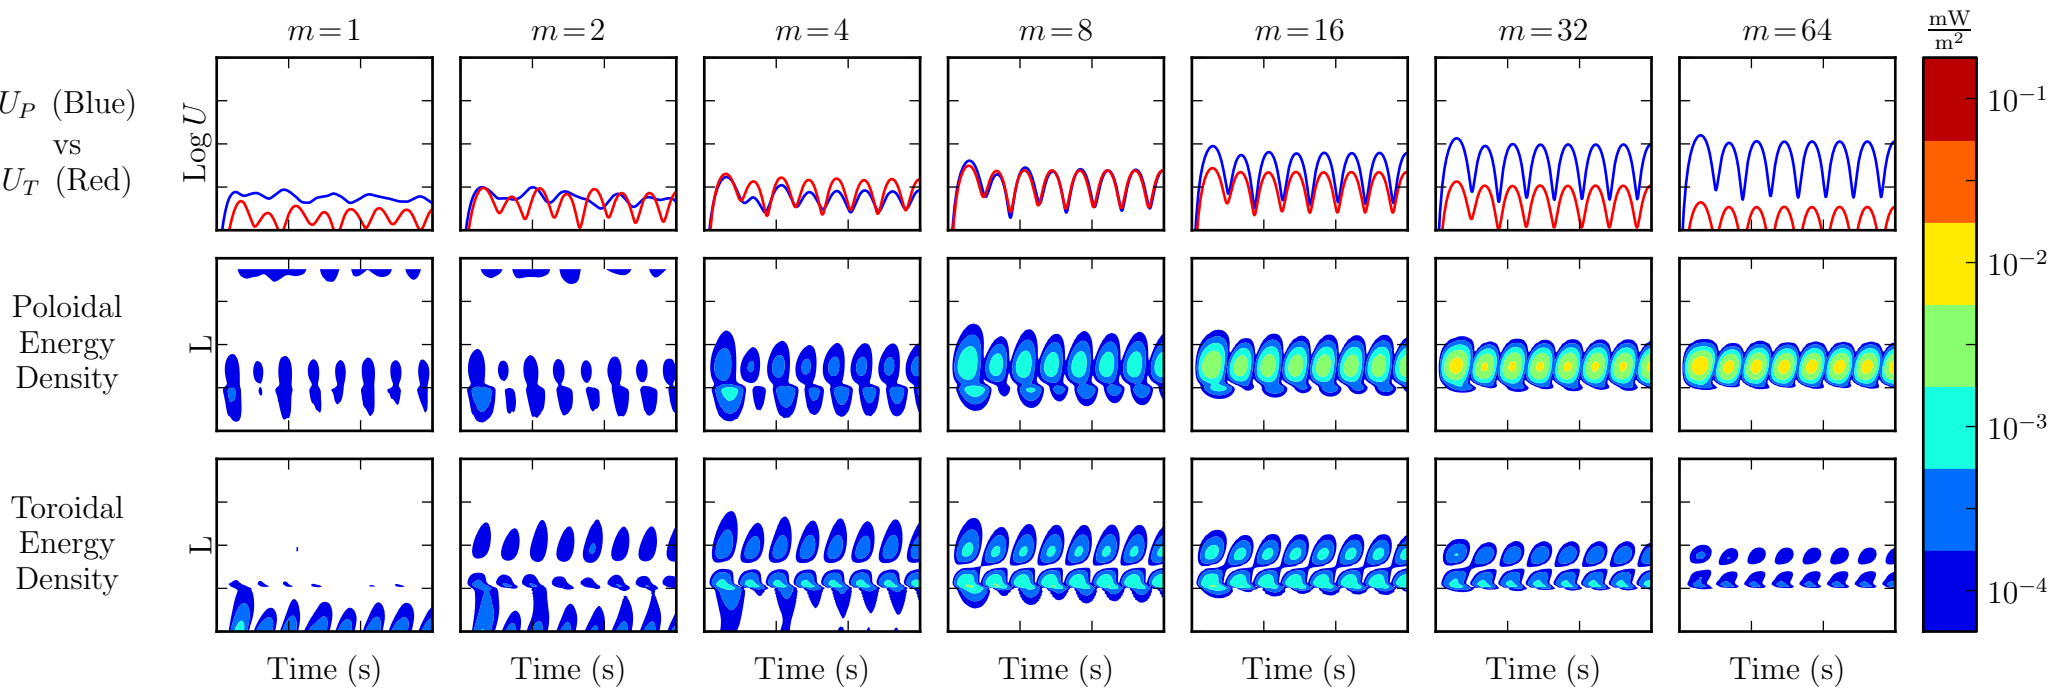 m=1 m=2 m=4 m=8 m=16 m=32 m=64
mW
m²
U_P (Blue)
vs
U_T (Red)
Log U
Poloidal
Energy
Density
L
Toroidal
Energy
Density
L
Time (s) Time (s) Time (s) Time (s) Time (s) Time (s) Time (s)
10⁻¹
10⁻²
10⁻³
10⁻⁴